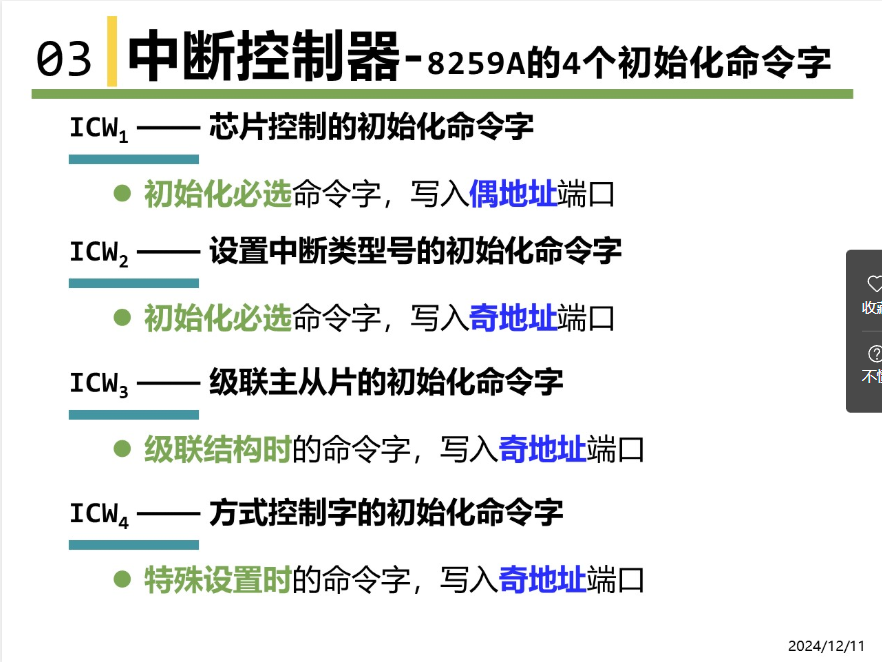 03 中断控制器-8259A的4个初始化命令字
ICW1 —— 芯片控制的初始化命令字
● 初始化必选命令字，写入偶地址端口
ICW2 —— 设置中断类型号的初始化命令字
● 初始化必选命令字，写入奇地址端口
ICW3 —— 级联主从片的初始化命令字
● 级联结构时的命令字，写入奇地址端口
ICW4 —— 方式控制字的初始化命令字
● 特殊设置时的命令字，写入奇地址端口
收
不
2024/12/11